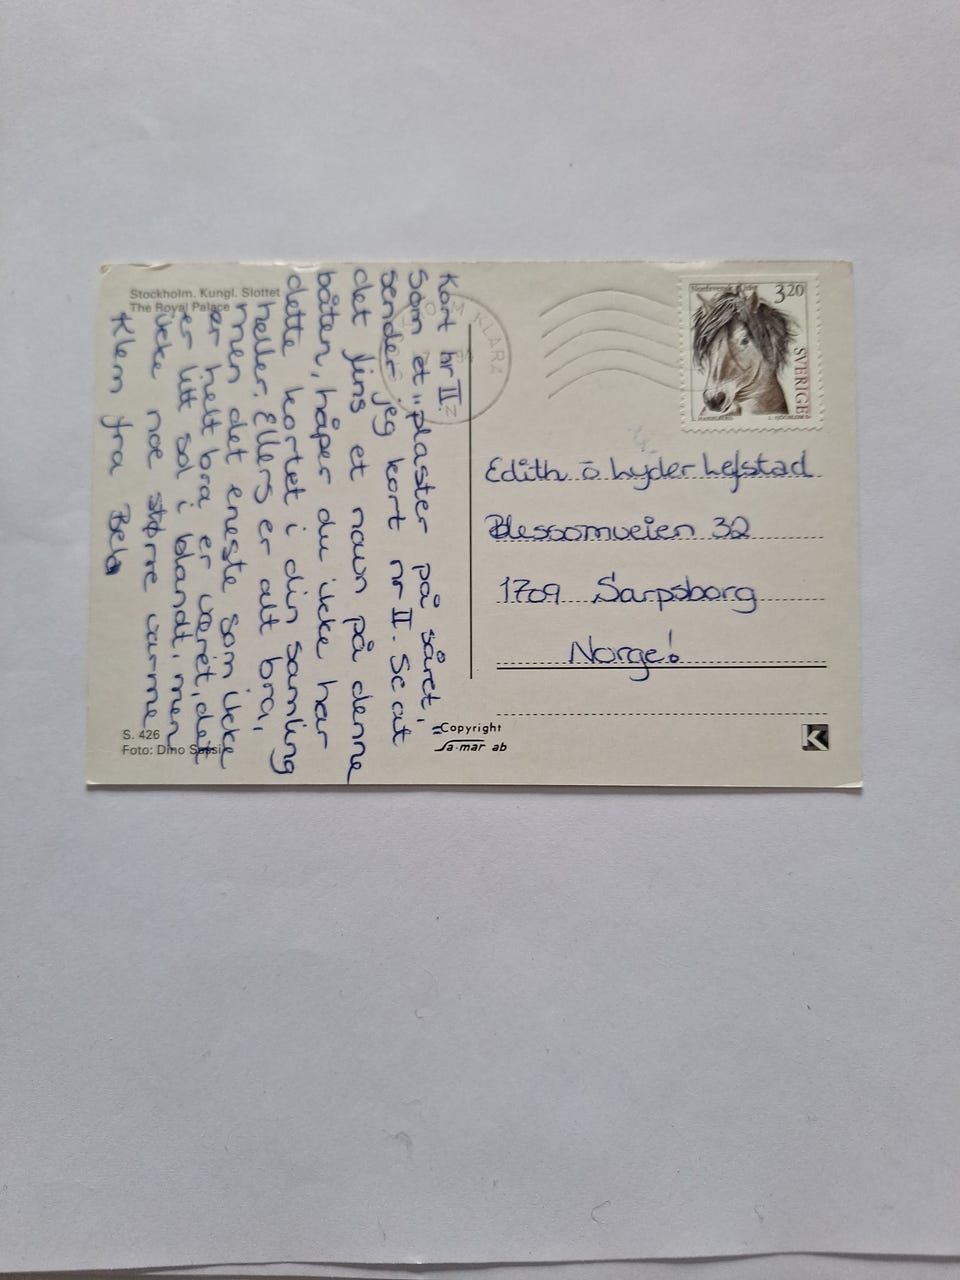 Stockholm. Kungl. Slottet
The Royal Palace
Kort nr II.
Som et "plaster på såret",
sender jeg kort nr II. Se at
det fins et navn på denne
båten, håper du ikke har
dette kortet i din samling
heller. Ellers er alt bra,
men det eneste som ikke
er helt bra er været, det
er litt sol i blandt, men
ikke noe større varme
Klem fra Bebs
S. 426
Foto: Dino Sassi
Copyright
Sa-mar ab
KLARA
3,20
SVERIGE
Edith o Lyder Lefstad
Blessomveien 32
1709 Sarpsborg
Norge!
K